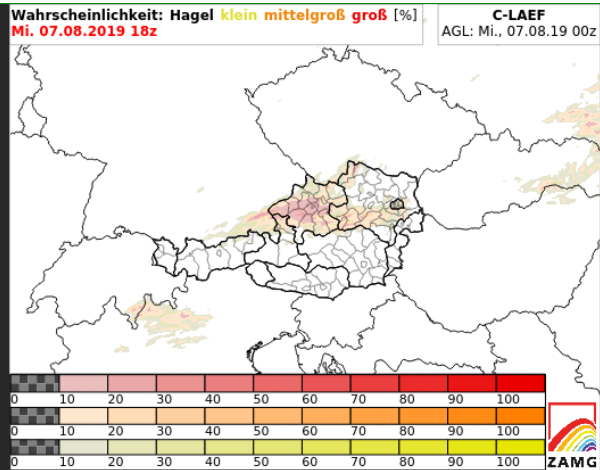 Wahrscheinlichkeit: Hagel klein mittelgroß groß [%]
Mi. 07.08.2019 18z
C-LAEF
AGL: Mi., 07.08.19 00z
0 10 20 30 40 50 60 70 80 90 100
0 10 20 30 40 50 60 70 80 90 100
0 10 20 30 40 50 60 70 80 90 100
ZAMG